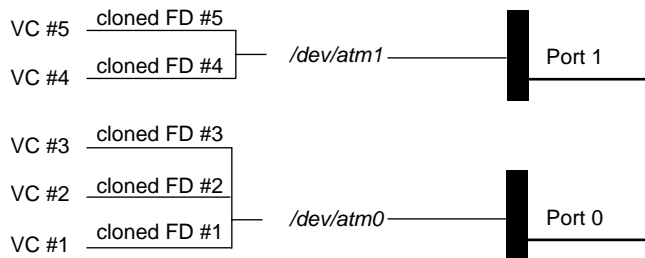 VC #5 cloned FD #5
VC #4 cloned FD #4
/dev/atm1
Port 1
VC #3 cloned FD #3
VC #2 cloned FD #2
VC #1 cloned FD #1
/dev/atm0
Port 0